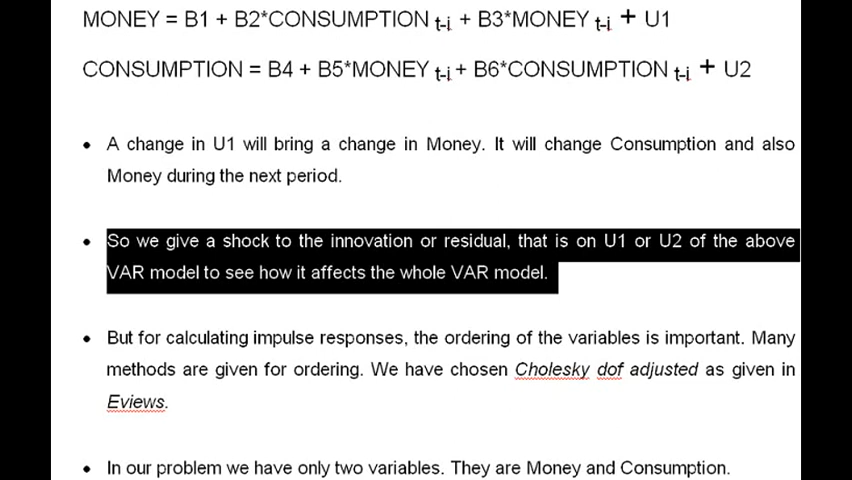 MONEY = B1 + B2*CONSUMPTION t-i + B3*MONEY t-i + U1
CONSUMPTION = B4 + B5*MONEY t-i + B6*CONSUMPTION t-i + U2
• A change in U1 will bring a change in Money. It will change Consumption and also
Money during the next period.
• So we give a shock to the innovation or residual, that is on U1 or U2 of the above
VAR model to see how it affects the whole VAR model.
• But for calculating impulse responses, the ordering of the variables is important. Many
methods are given for ordering. We have chosen Cholesky dof adjusted as given in
Eviews.
• In our problem we have only two variables. They are Money and Consumption.